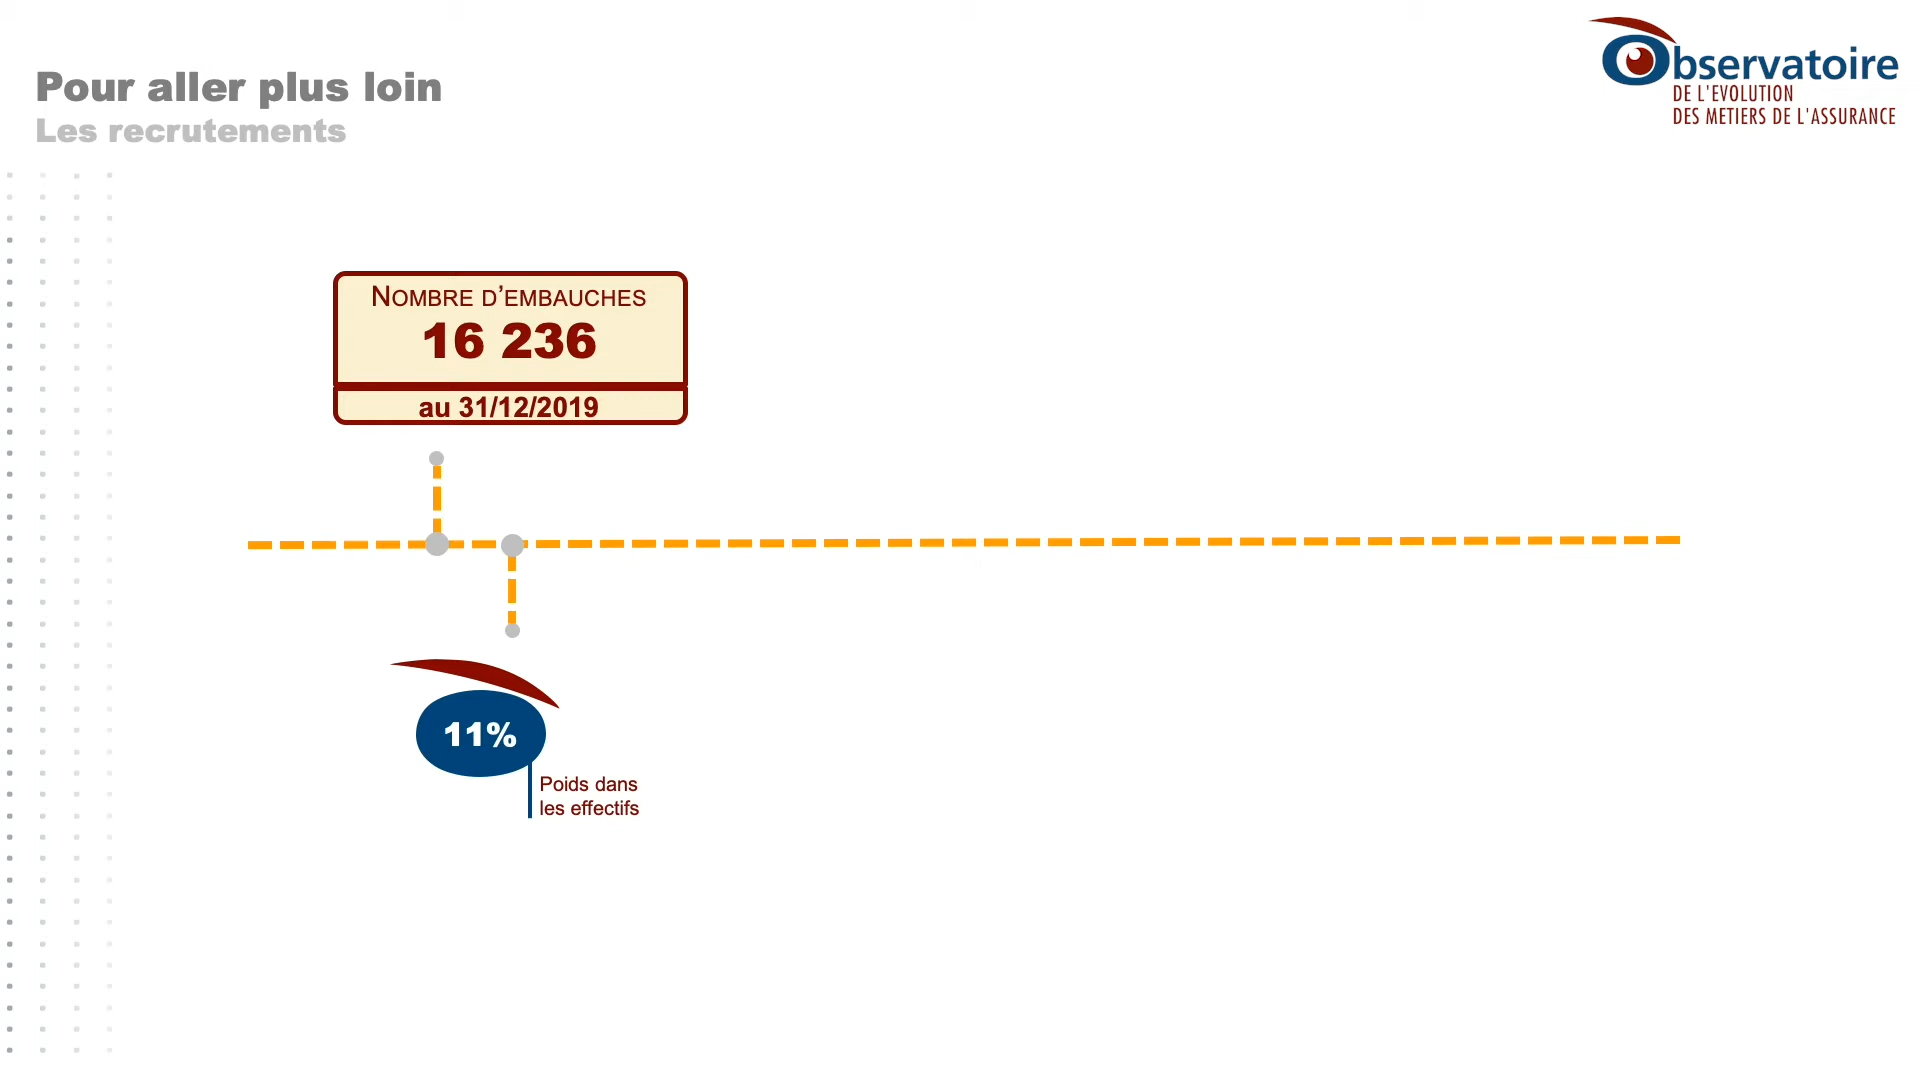 Pour aller plus loin
Les recrutements
Observatoire
DE L'EVOLUTION
DES METIERS DE L'ASSURANCE
NOMBRE D’EMBAUCHES
16 236
au 31/12/2019
11%
Poids dans
les effectifs